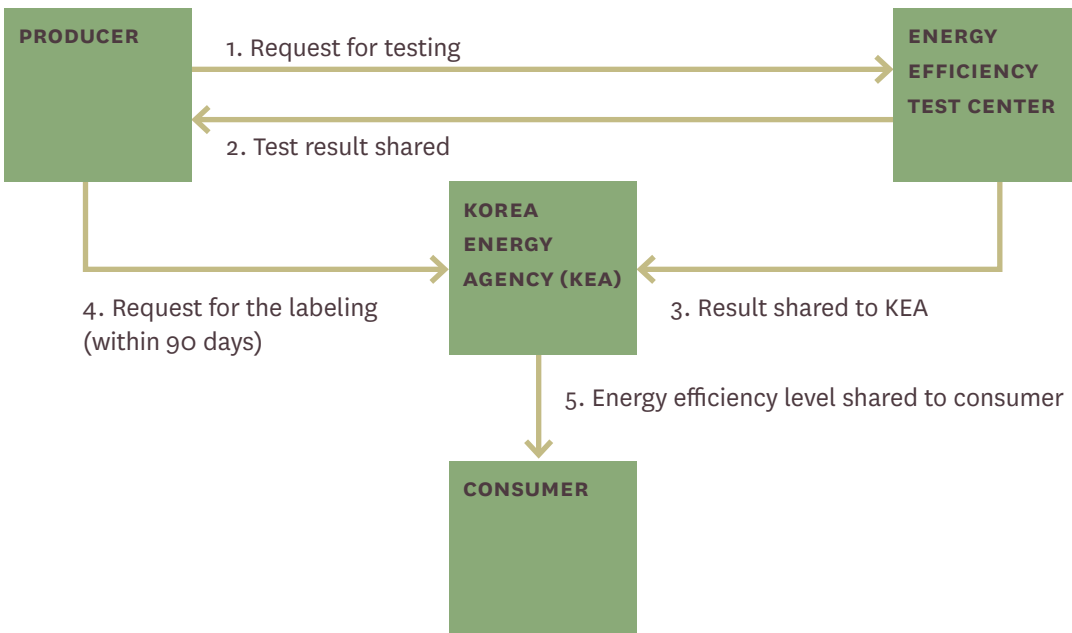 PRODUCER
1. Request for testing
ENERGY
EFFICIENCY
TEST CENTER
2. Test result shared
KOREA
ENERGY
AGENCY (KEA)
4. Request for the labeling
(within 90 days)
3. Result shared to KEA
5. Energy efficiency level shared to consumer
CONSUMER